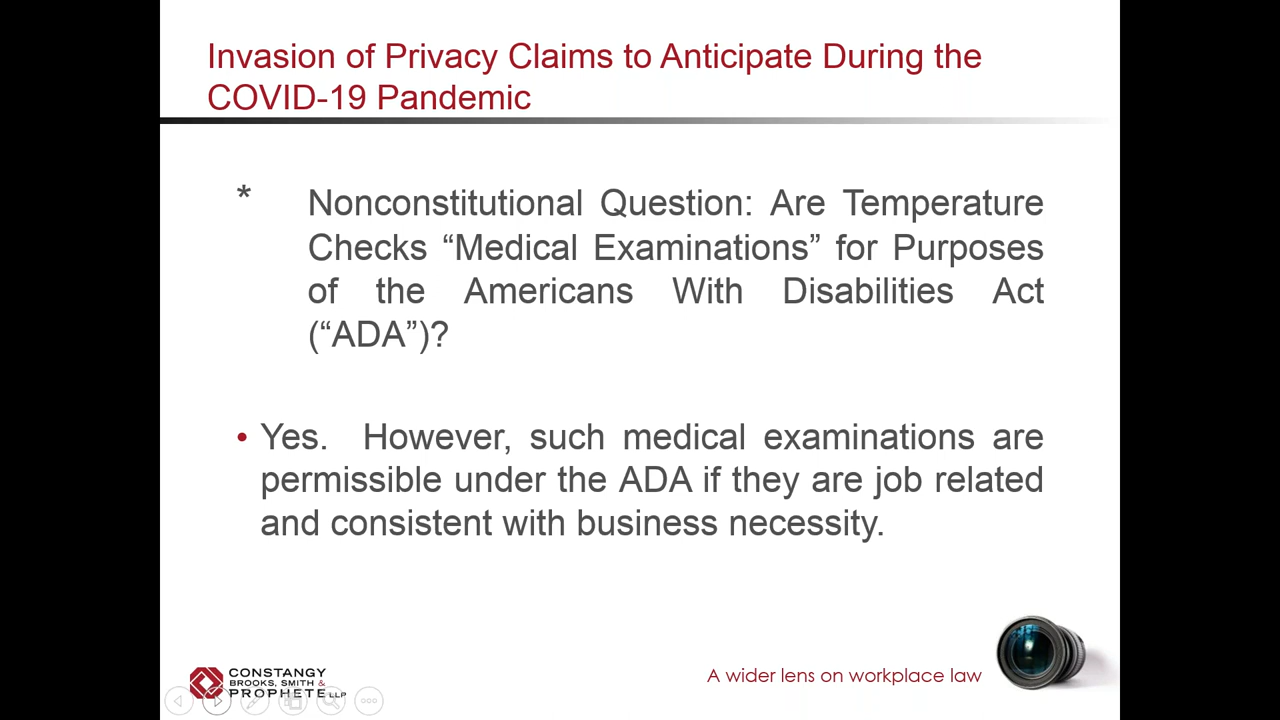 Invasion of Privacy Claims to Anticipate During the
COVID-19 Pandemic
* Nonconstitutional Question: Are Temperature
Checks “Medical Examinations” for Purposes
of the Americans With Disabilities Act
(“ADA”)?
• Yes. However, such medical examinations are
permissible under the ADA if they are job related
and consistent with business necessity.
CONSTANGY
BROOKS, SMITH &
PROPHETE LLP
A wider lens on workplace law